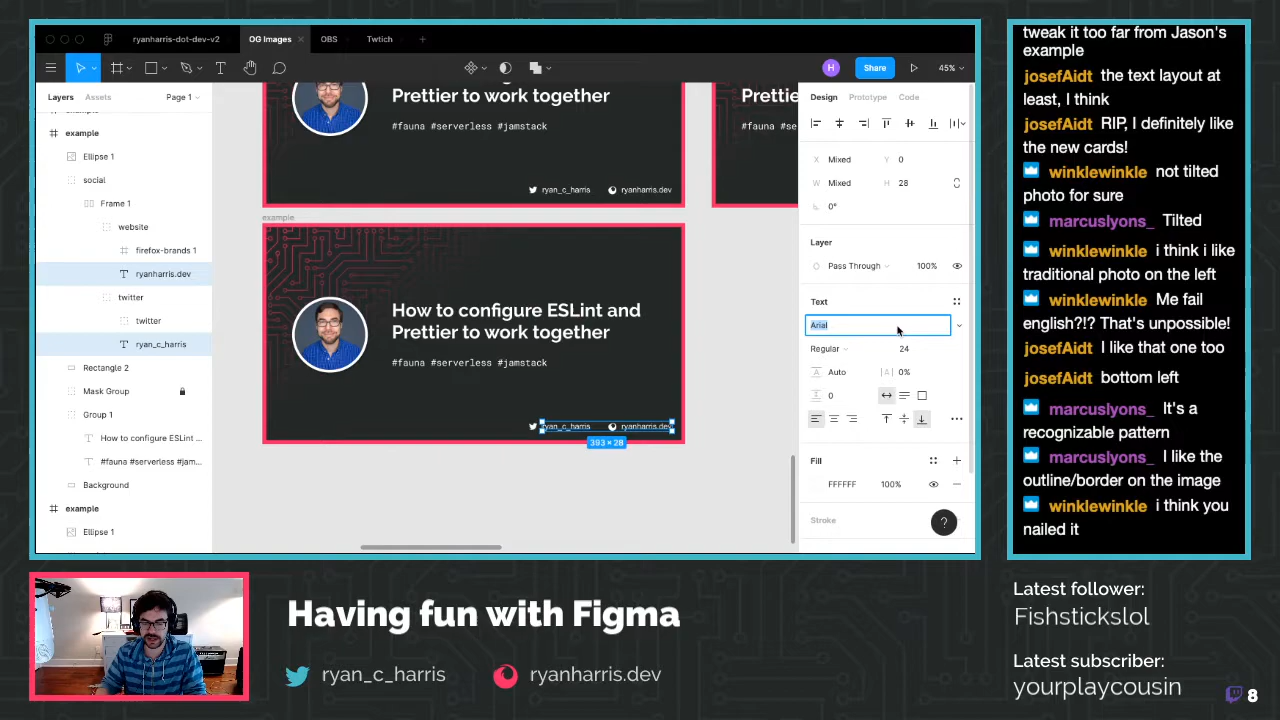 ryanharris-dot-dev-v2
OG Images
OBS
Twtich
H
Share
45%
Layers
Assets
Page 1
example
Ellipse 1
social
Frame 1
website
firefox-brands 1
ryanharris.dev
twitter
twitter
ryan_c_harris
Rectangle 2
Mask Group
Group 1
How to configure ESLint ...
#fauna #serverless #jam...
Background
example
Ellipse 1
Prettier to work together
#fauna #serverless #jamstack
ryan_c_harris
ryanharris.dev
example
How to configure ESLint and
Prettier to work together
#fauna #serverless #jamstack
ryan_c_harris
ryanharris.dev
393 × 28
Design
Prototype
Code
X Mixed
Y 0
W Mixed
H 28
0°
Layer
Pass Through
100%
Text
Arial
Regular
24
Auto
0%
0
Fill
FFFFFF
100%
Stroke
?
tweak it too far from Jason's
example
josefAidt the text layout at
least, I think
josefAidt RIP, I definitely like
the new cards!
winklewinkle not tilted
photo for sure
marcuslyons_ Tilted
winklewinkle i think i like
traditional photo on the left
winklewinkle Me fail
english?!? That's unpossible!
josefAidt I like that one too
josefAidt bottom left
marcuslyons_ It's a
recognizable pattern
marcuslyons_ I like the
outline/border on the image
winklewinkle i think you
nailed it
Having fun with Figma
ryan_c_harris
ryanharris.dev
Latest follower:
Fishstickslol
Latest subscriber:
yourplaycousin
8